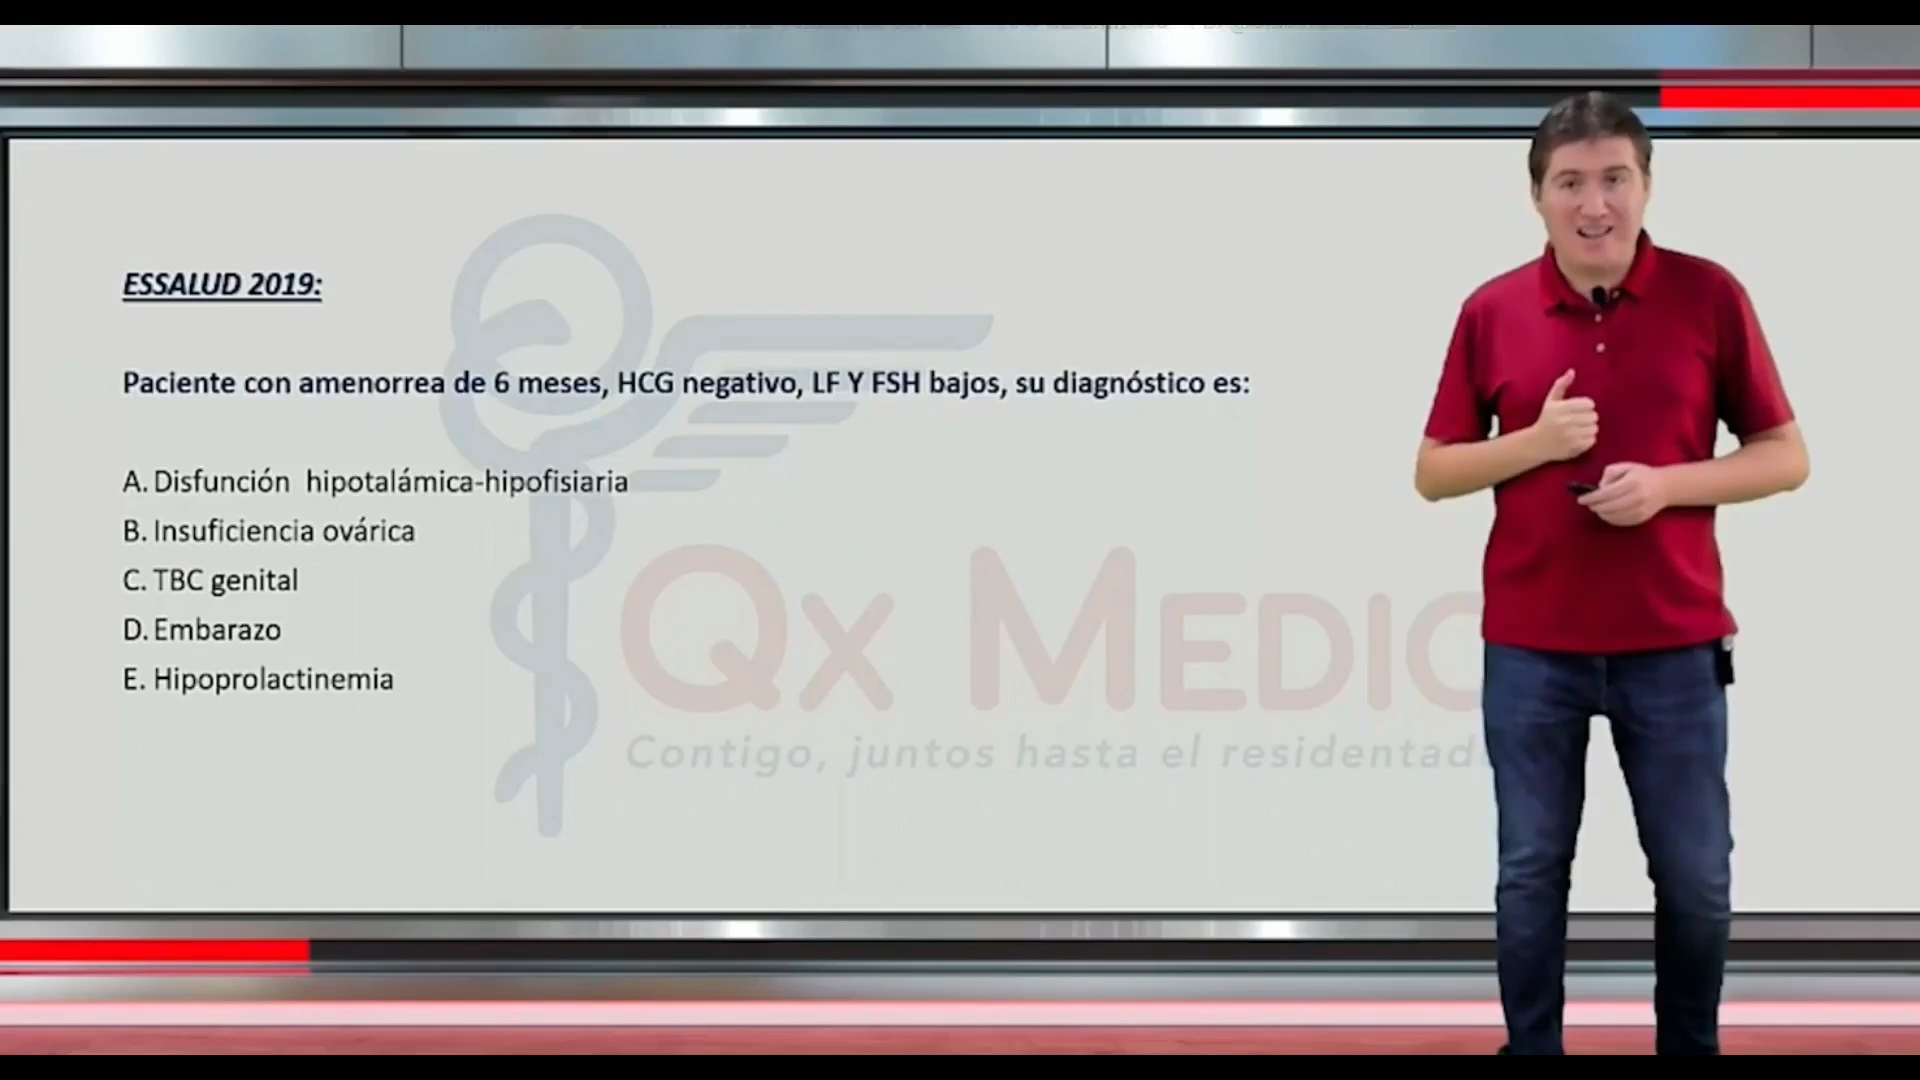 ESSALUD 2019:
Paciente con amenorrea de 6 meses, HCG negativo, LF Y FSH bajos, su diagnóstico es:
A. Disfunción hipotalámica-hipofisiaria
B. Insuficiencia ovárica
C. TBC genital
D. Embarazo
E. Hipoprolactinemia
QX MEDIC
Contigo, juntos hasta el residentad